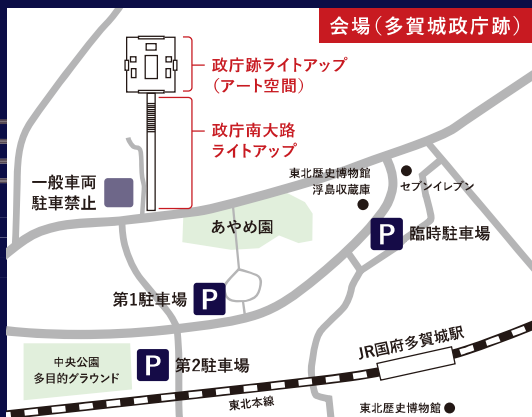 会場（多賀城政庁跡）
政庁跡ライトアップ
（アート空間）
政庁南大路
ライトアップ
一般車両
駐車禁止
東北歴史博物館
浮島収蔵庫
セブンイレブン
あやめ園
P 臨時駐車場
第1駐車場 P
中央公園
多目的グラウンド
P 第2駐車場
JR国府多賀城駅
東北本線
東北歴史博物館